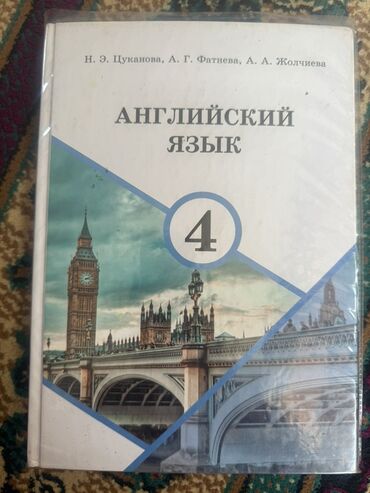 Н. Э. Цуканова, А. Г. Фатнева, А. А. Жолчиева
АНГЛИЙСКИЙ
ЯЗЫК
4